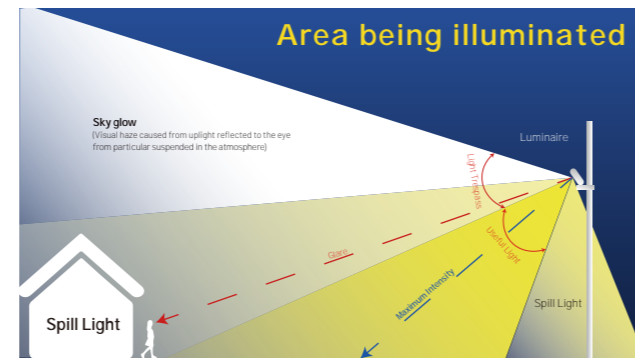 Area being illuminated
Sky glow
(Visual haze caused from uplight reflected to the eye
from particular suspended in the atmosphere)
Luminaire
Light Trespass
Useful Light
Glare
Maximum Intensity
Spill Light
Spill Light